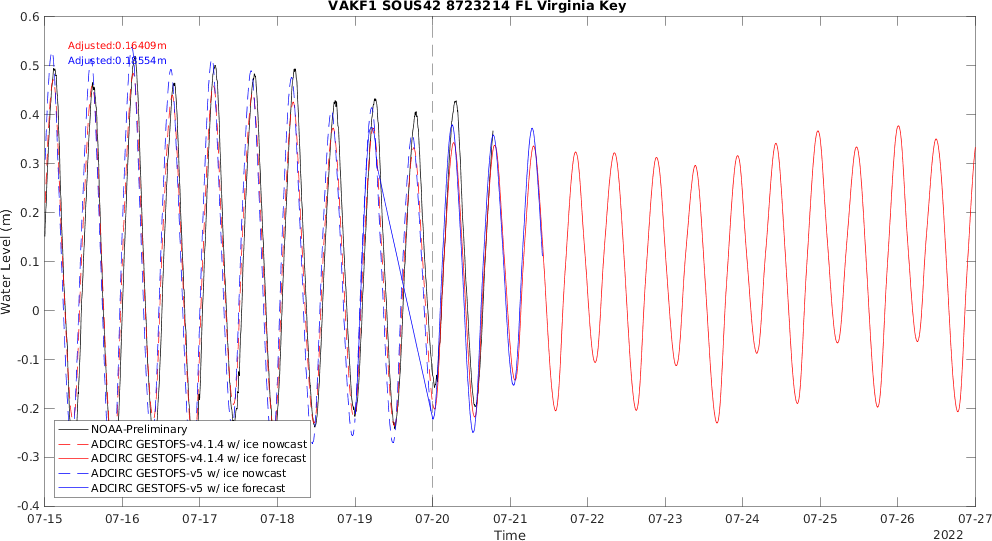 VAKF1 SOUS42 8723214 FL Virginia Key
Adjusted:0.16409m
Adjusted:0.18554m
0.6
0.5
0.4
0.3
0.2
0.1
0
-0.1
-0.2
-0.3
-0.4
Water Level (m)
NOAA-Preliminary
ADCIRC GESTOFS-v4.1.4 w/ ice nowcast
ADCIRC GESTOFS-v4.1.4 w/ ice forecast
ADCIRC GESTOFS-v5 w/ ice nowcast
ADCIRC GESTOFS-v5 w/ ice forecast
07-15 07-16 07-17 07-18 07-19 07-20 07-21 07-22 07-23 07-24 07-25 07-26 07-27
Time
2022